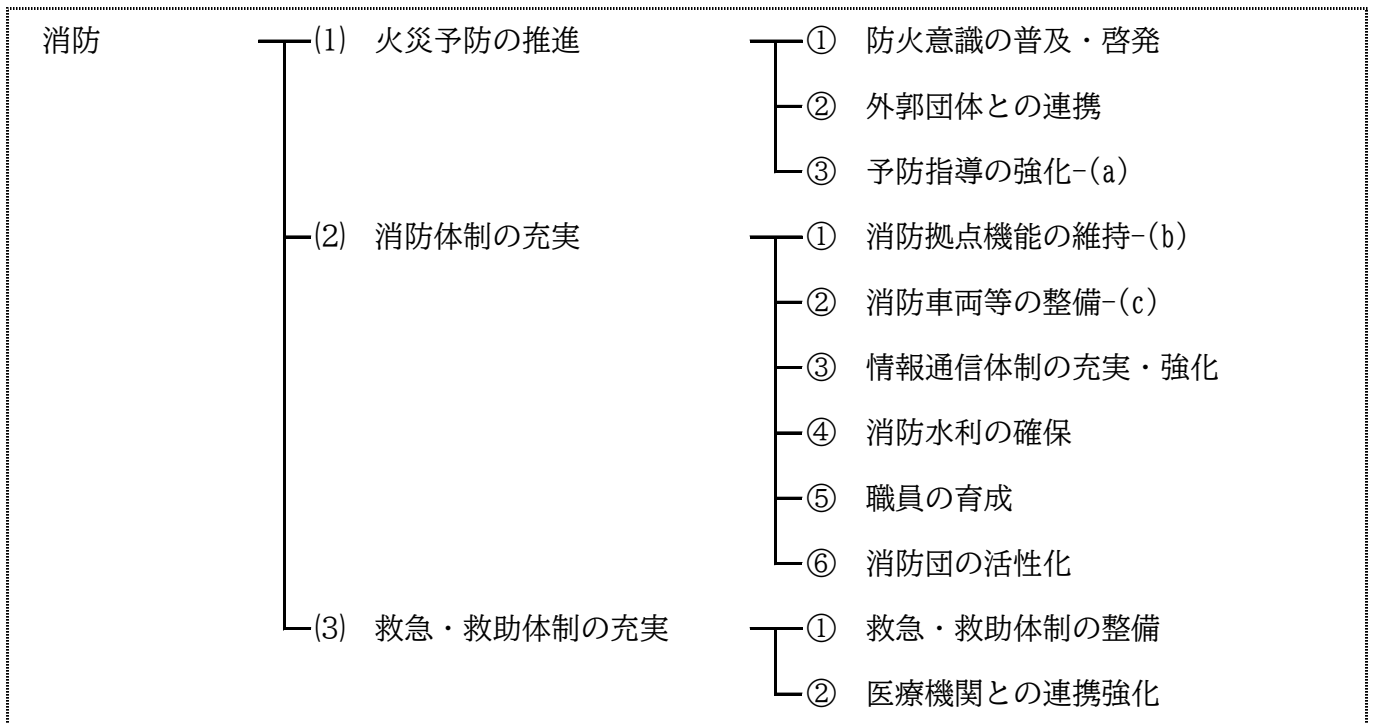 消防 ⑴ 火災予防の推進 ① 防火意識の普及・啓発
② 外郭団体との連携
③ 予防指導の強化-(a)
⑵ 消防体制の充実 ① 消防拠点機能の維持-(b)
② 消防車両等の整備-(c)
③ 情報通信体制の充実・強化
④ 消防水利の確保
⑤ 職員の育成
⑥ 消防団の活性化
⑶ 救急・救助体制の充実 ① 救急・救助体制の整備
② 医療機関との連携強化